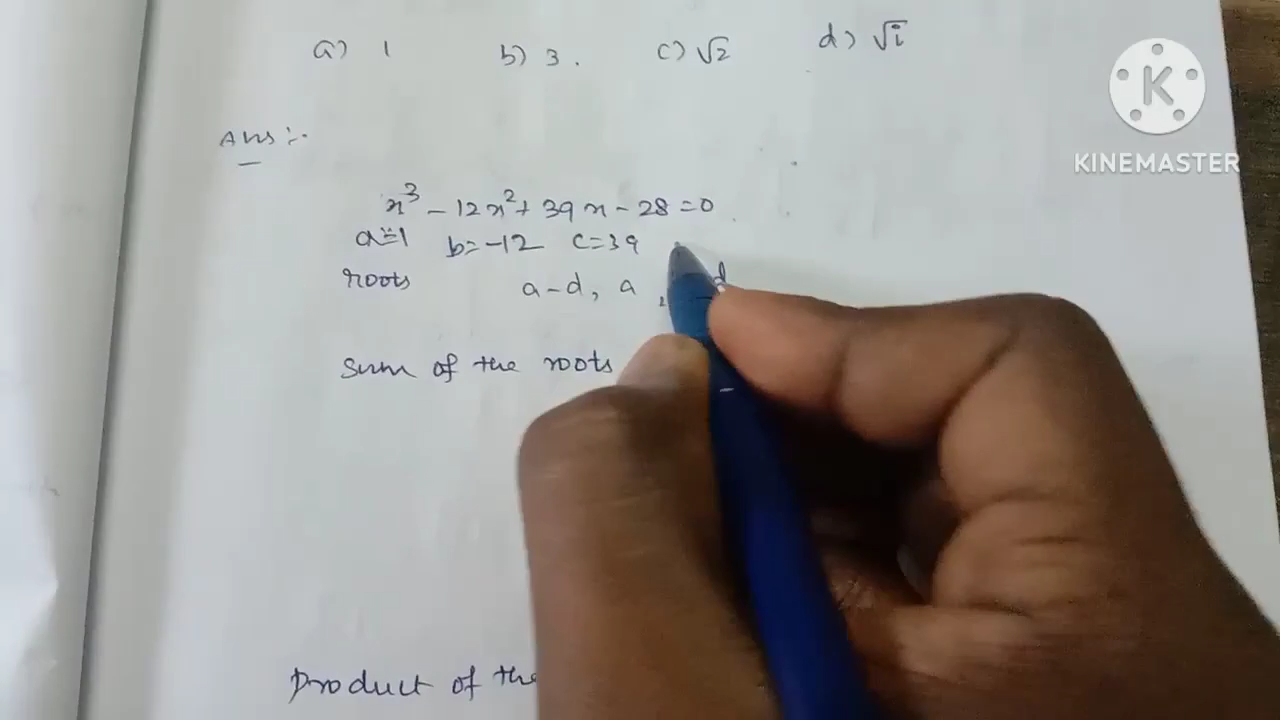 a) 1 b) 3. c) √2 d) √i
K
KINEMASTER
Ans :-
x³ - 12x² + 39x - 28 = 0
a=1 b=-12 c=39
roots a-d, a, d
Sum of the roots
Product of the